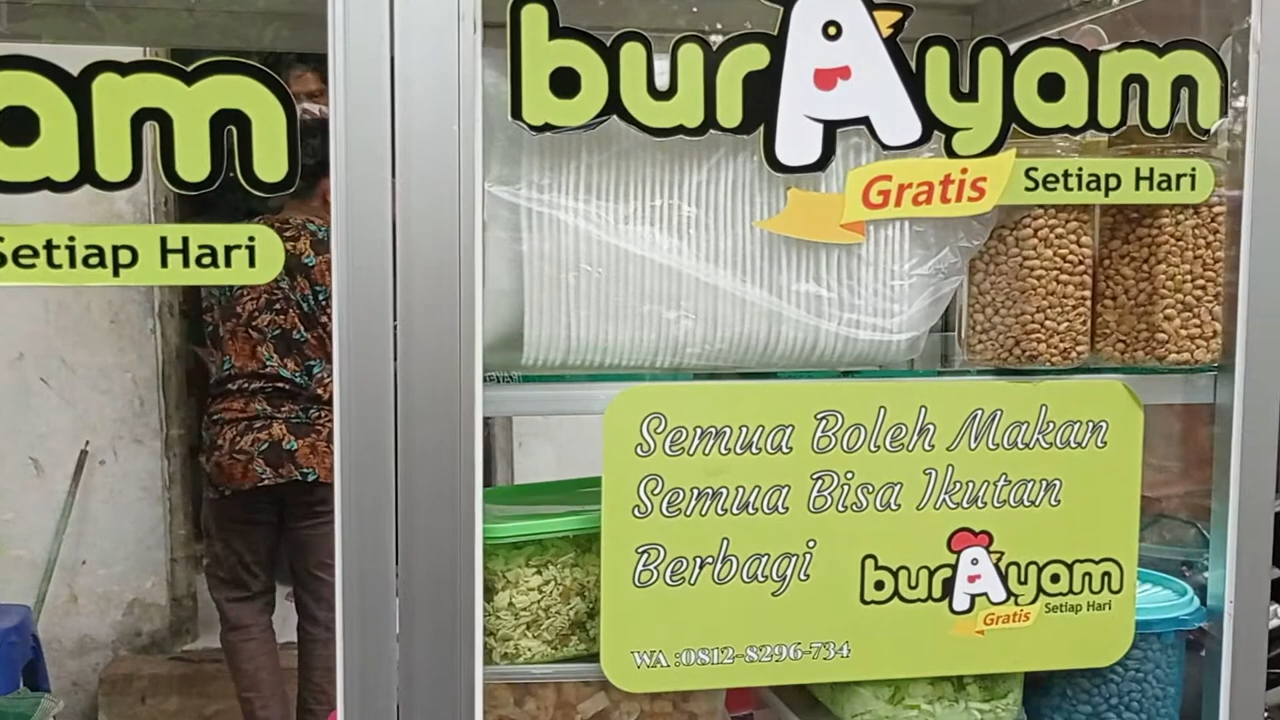 am
Setiap Hari
burAyam
Gratis Setiap Hari
Semua Boleh Makan
Semua Bisa Ikutan
Berbagi
burAyam
Gratis Setiap Hari
WA :0812-8296-734